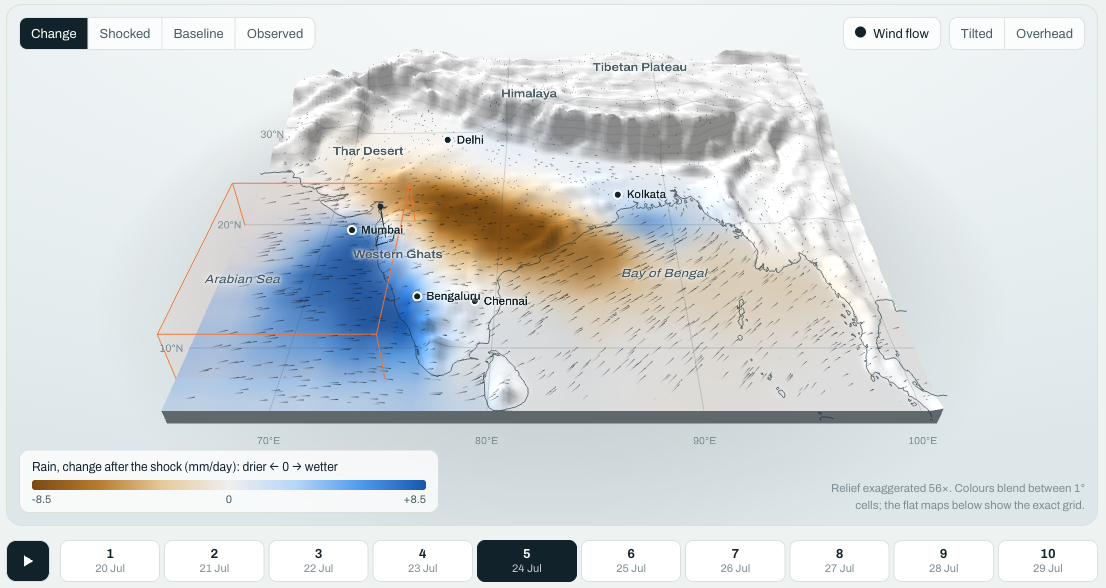 Change Shocked Baseline Observed
Wind flow Tilted Overhead
Tibetan Plateau
Himalaya
30°N
Delhi
Thar Desert
Kolkata
20°N
Mumbai
Western Ghats
Arabian Sea
Bay of Bengal
Bengaluru
Chennai
10°N
70°E 80°E 90°E 100°E
Rain, change after the shock (mm/day): drier ← 0 → wetter
-8.5 0 +8.5
Relief exaggerated 56×. Colours blend between 1°
cells; the flat maps below show the exact grid.
1 2 3 4 5 6 7 8 9 10
20 Jul 21 Jul 22 Jul 23 Jul 24 Jul 25 Jul 26 Jul 27 Jul 28 Jul 29 Jul